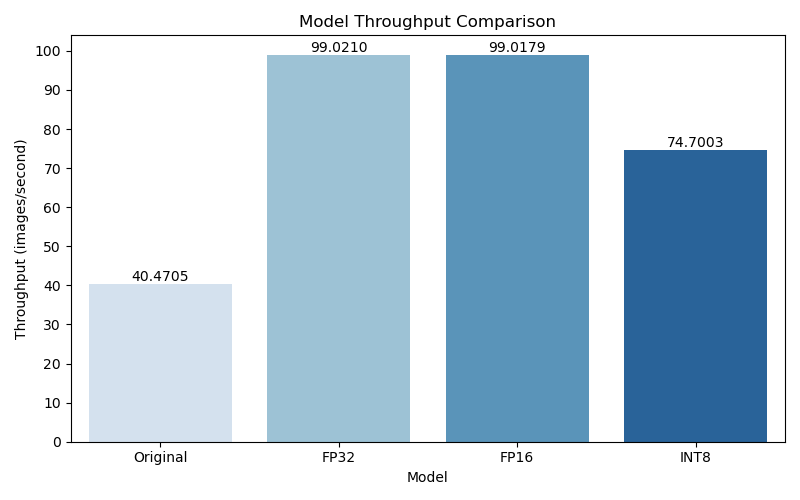 Model Throughput Comparison
Throughput (images/second)
100
90
80
70
60
50
40
30
20
10
0
40.4705
99.0210
99.0179
74.7003
Original
FP32
FP16
INT8
Model